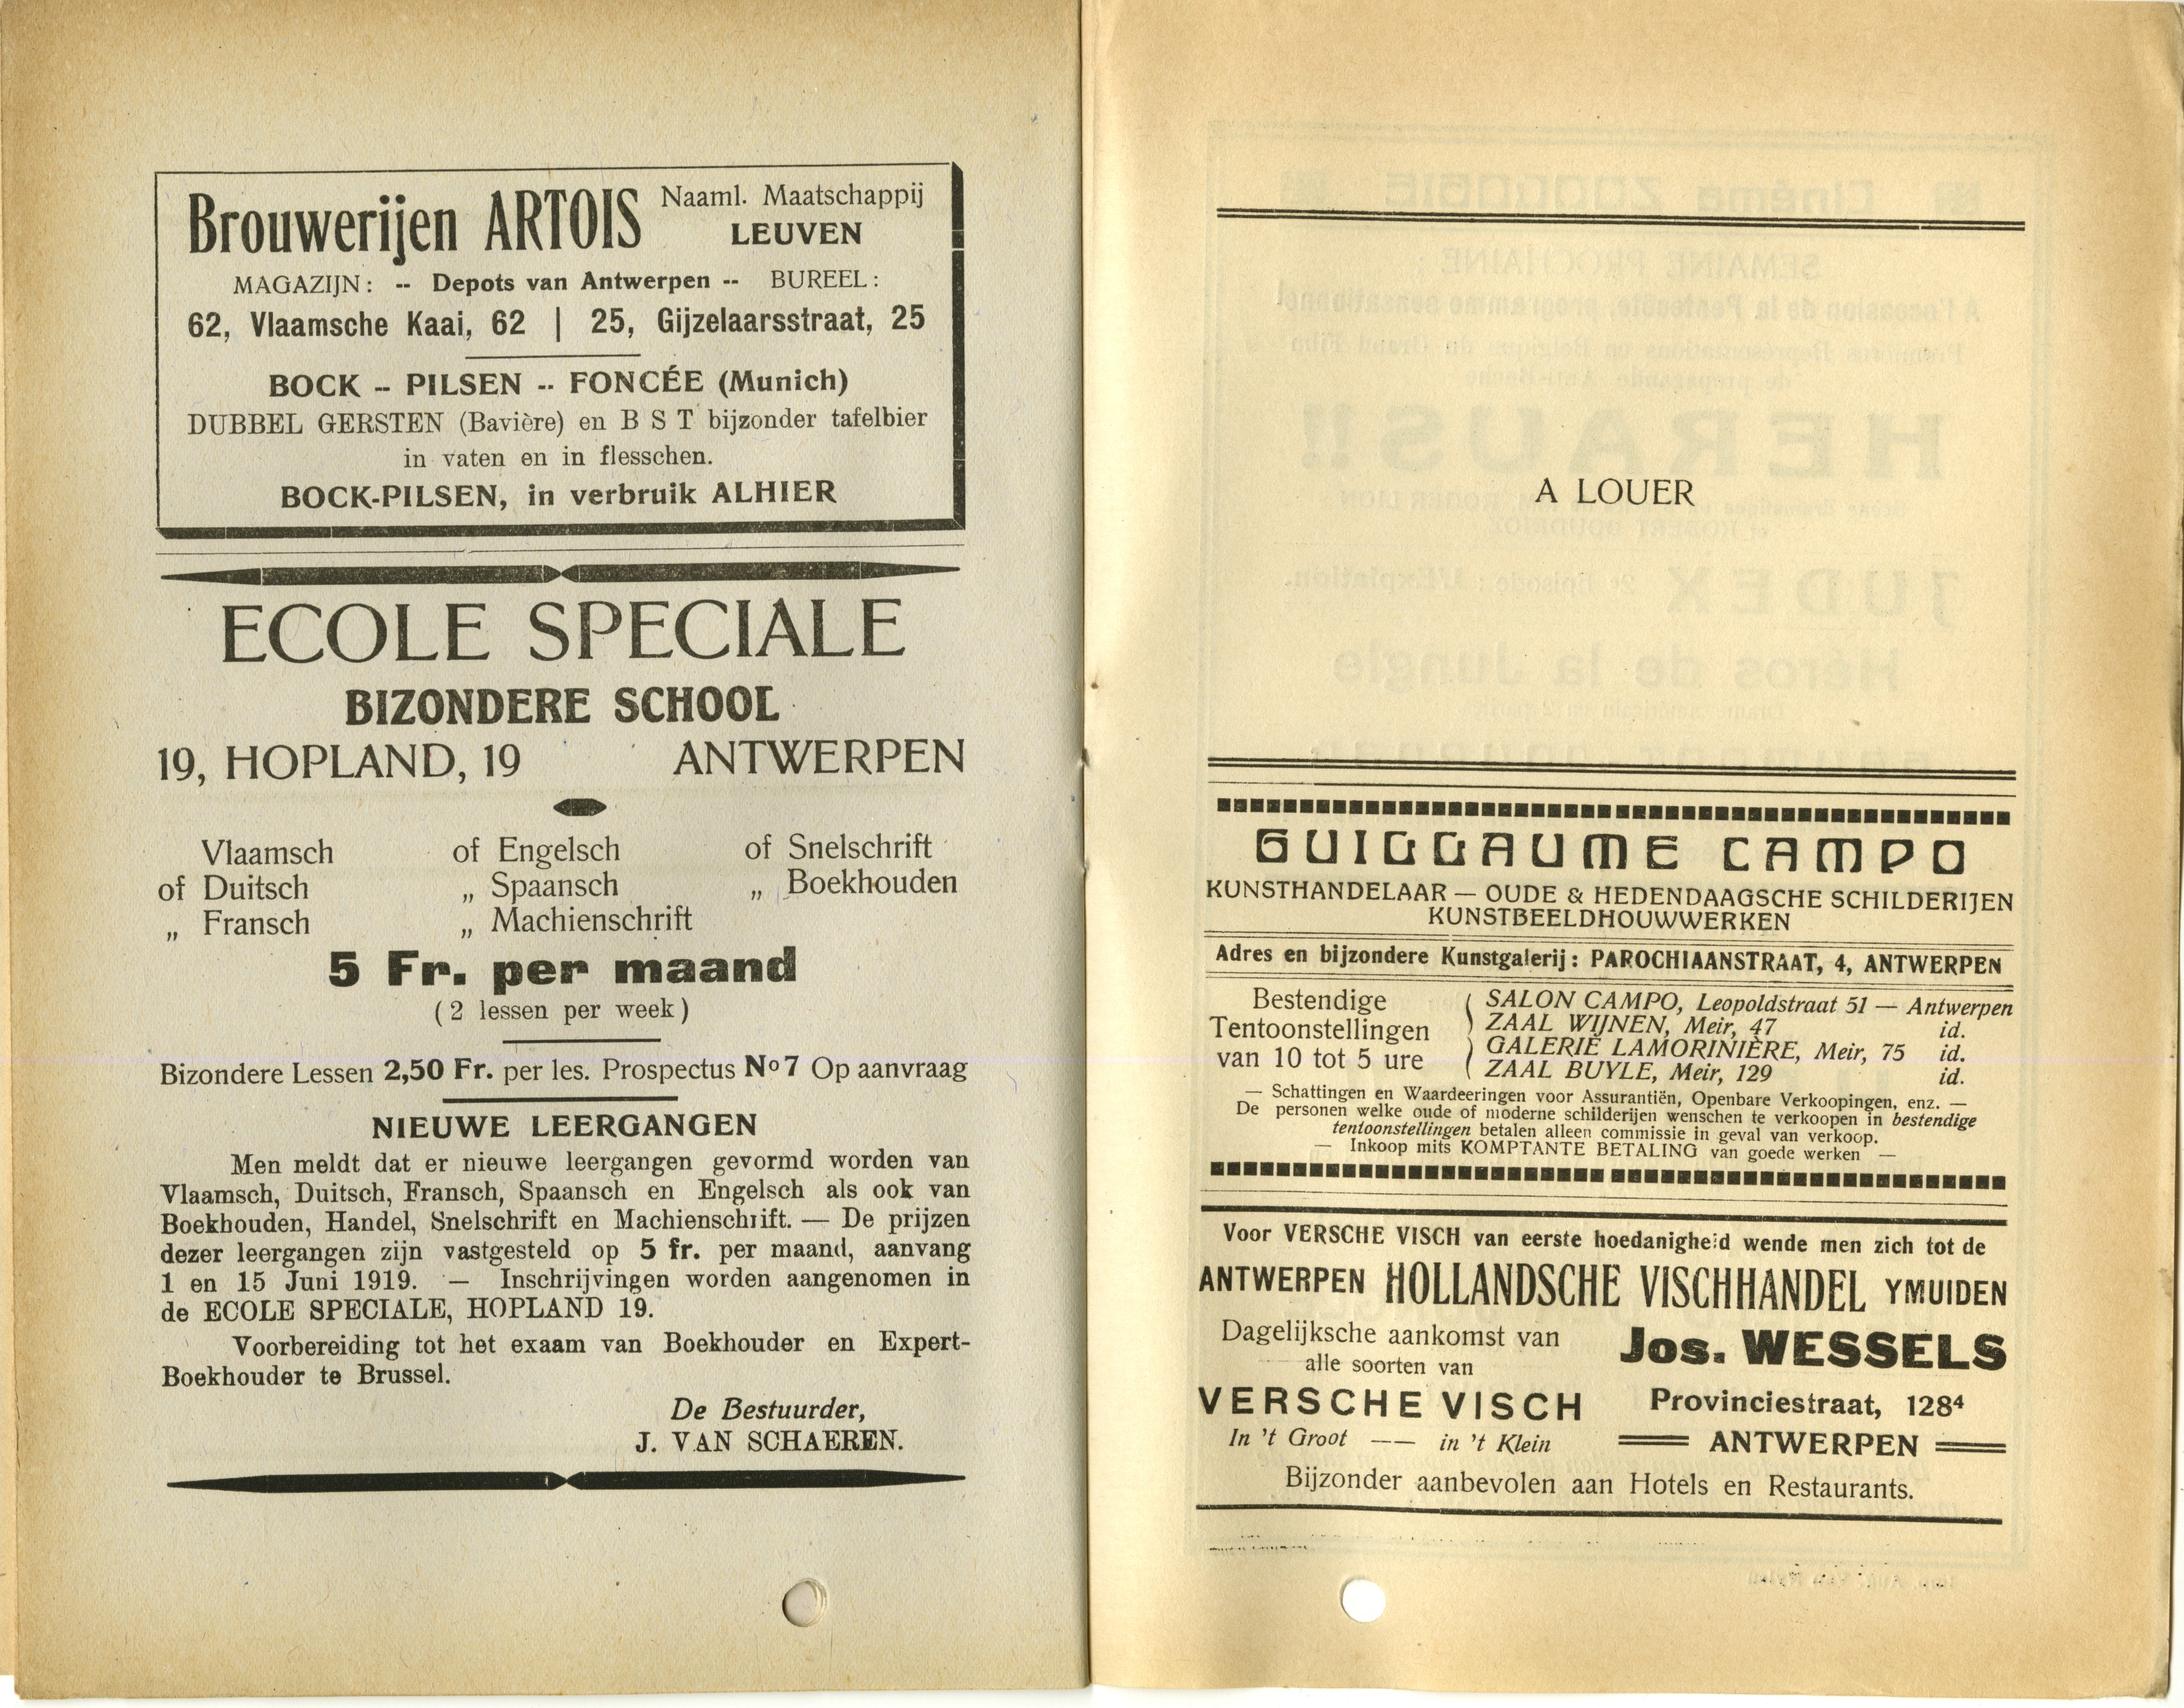 Brouwerijen ARTOIS Naaml. Maatschappij
LEUVEN
MAGAZIJN: -- Depots van Antwerpen -- BUREEL:
62, Vlaamsche Kaai, 62 | 25, Gijzelaarsstraat, 25
BOCK -- PILSEN -- FONCÉE (Munich)
DUBBEL GERSTEN (Bavière) en B S T bijzonder tafelbier
in vaten en in flesschen.
BOCK-PILSEN, in verbruik ALHIER
ECOLE SPECIALE
BIZONDERE SCHOOL
19, HOPLAND, 19 ANTWERPEN
Vlaamsch of Engelsch of Snelschrift
of Duitsch „ Spaansch „ Boekhouden
„ Fransch „ Machienschrift
5 Fr. per maand
(2 lessen per week)
Bizondere Lessen 2,50 Fr. per les. Prospectus No 7 Op aanvraag
NIEUWE LEERGANGEN
Men meldt dat er nieuwe leergangen gevormd worden van
Vlaamsch, Duitsch, Fransch, Spaansch en Engelsch als ook van
Boekhouden, Handel, Snelschrift en Machienschrift. — De prijzen
dezer leergangen zijn vastgesteld op 5 fr. per maand, aanvang
1 en 15 Juni 1919. — Inschrijvingen worden aangenomen in
de ECOLE SPECIALE, HOPLAND 19.
Voorbereiding tot het exaam van Boekhouder en Expert-
Boekhouder te Brussel.
De Bestuurder,
J. VAN SCHAEREN.
A LOUER
GUILLAUME CAMPO
KUNSTHANDELAAR — OUDE & HEDENDAAGSCHE SCHILDERIJEN
KUNSTBEELDHOUWWERKEN
Adres en bijzondere Kunstgalerij: PAROCHIAANSTRAAT, 4, ANTWERPEN
Bestendige
Tentoonstellingen
van 10 tot 5 ure
SALON CAMPO, Leopoldstraat 51 — Antwerpen
ZAAL WIJNEN, Meir, 47 id.
GALERIE LAMORINIÈRE, Meir, 75 id.
ZAAL BUYLE, Meir, 129 id.
— Schattingen en Waardeeringen voor Assurantiën, Openbare Verkoopingen, enz. —
De personen welke oude of moderne schilderijen wenschen te verkoopen in bestendige
tentoonstellingen betalen alleen commissie in geval van verkoop.
— Inkoop mits KOMPTANTE BETALING van goede werken —
Voor VERSCHE VISCH van eerste hoedanigheid wende men zich tot de
ANTWERPEN HOLLANDSCHE VISCHHANDEL YMUIDEN
Dagelijksche aankomst van
alle soorten van
VERSCHE VISCH
In 't Groot —— in 't Klein
Jos. WESSELS
Provinciestraat, 128⁴
ANTWERPEN
Bijzonder aanbevolen aan Hotels en Restaurants.